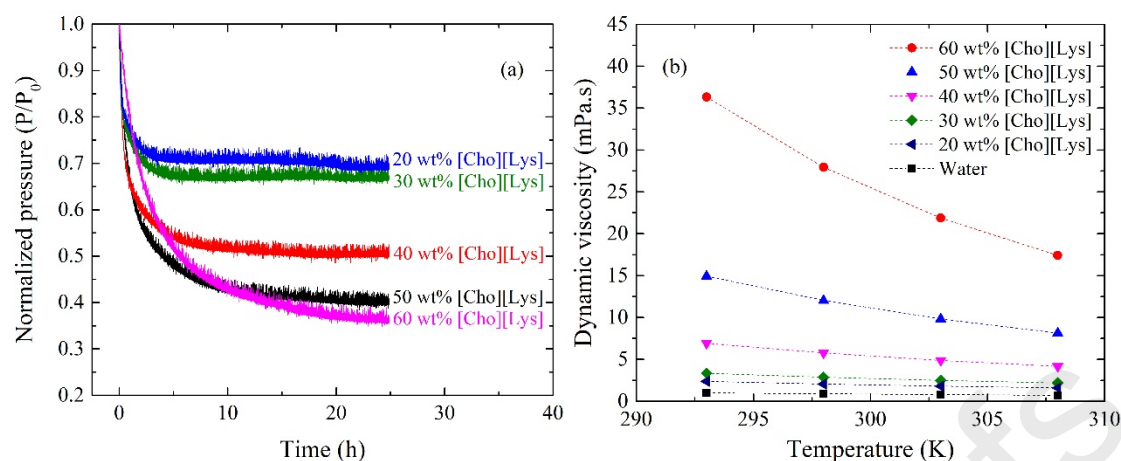 (a)
Normalized pressure (P/P₀)
1.0
0.9
0.8
0.7
0.6
0.5
0.4
0.3
0.2
20 wt% [Cho][Lys]
30 wt% [Cho][Lys]
40 wt% [Cho][Lys]
50 wt% [Cho][Lys]
60 wt% [Cho][Lys]
0 10 20 30 40
Time (h)
(b)
Dynamic viscosity (mPa.s)
45
40
35
30
25
20
15
10
5
0
60 wt% [Cho][Lys]
50 wt% [Cho][Lys]
40 wt% [Cho][Lys]
30 wt% [Cho][Lys]
20 wt% [Cho][Lys]
Water
290 295 300 305 310
Temperature (K)